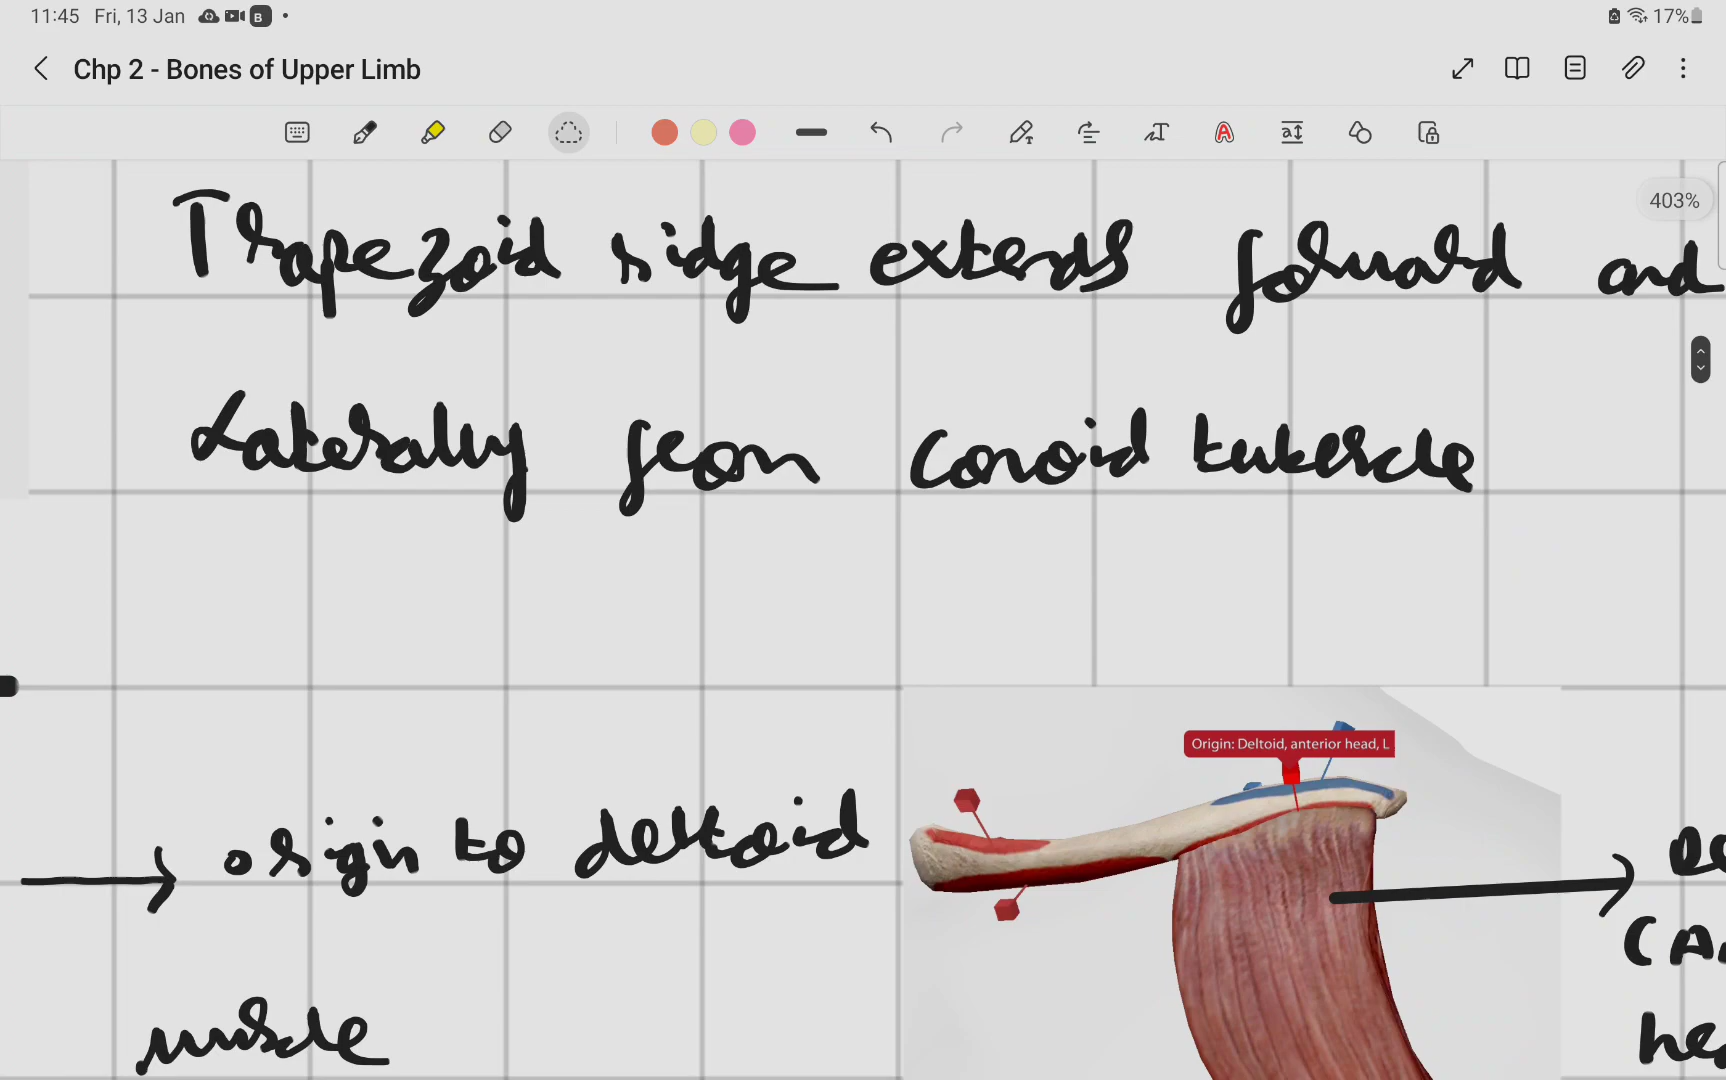 11:45 Fri, 13 Jan
17%
Chp 2 - Bones of Upper Limb
403%
Trapezoid ridge extends forward and
Laterally from conoid tubercle
Origin: Deltoid, anterior head, L
origin to deltoid
muscle